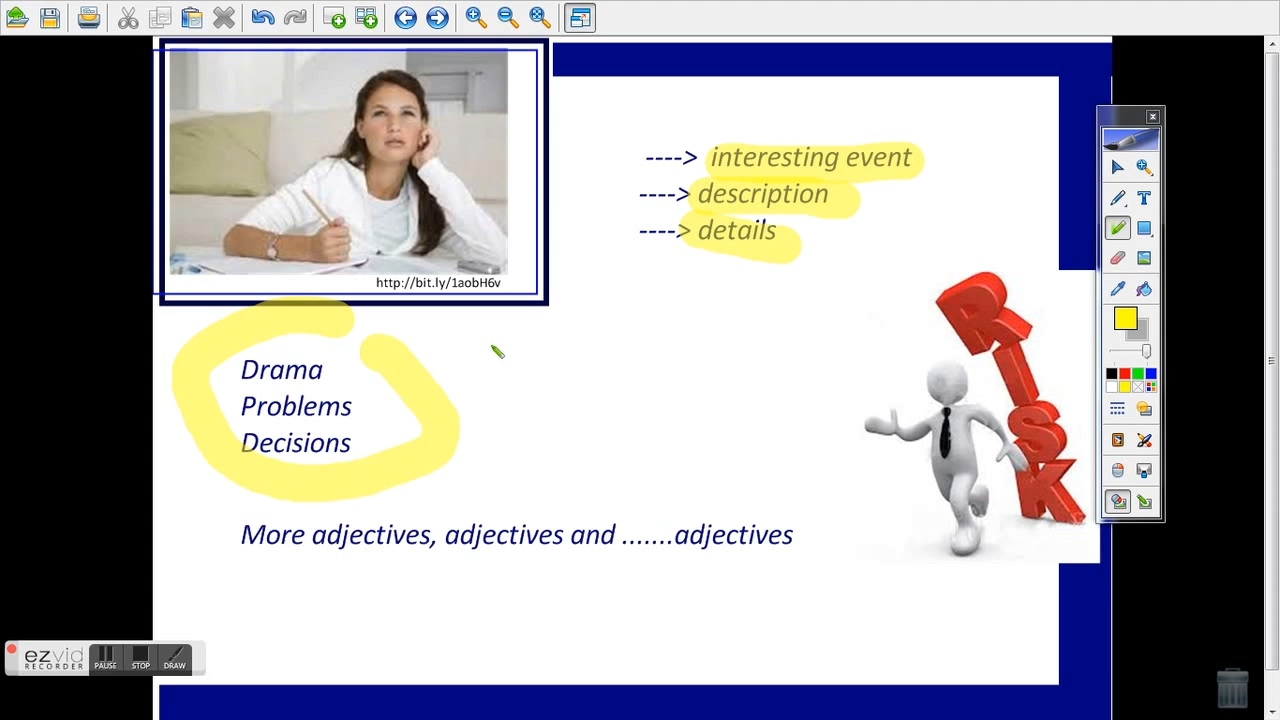 http://bit.ly/1aobH6v
----> interesting event
----> description
----> details
RISK
Drama
Problems
Decisions
More adjectives, adjectives and .......adjectives
ezvid
RECORDER
PAUSE
STOP
DRAW